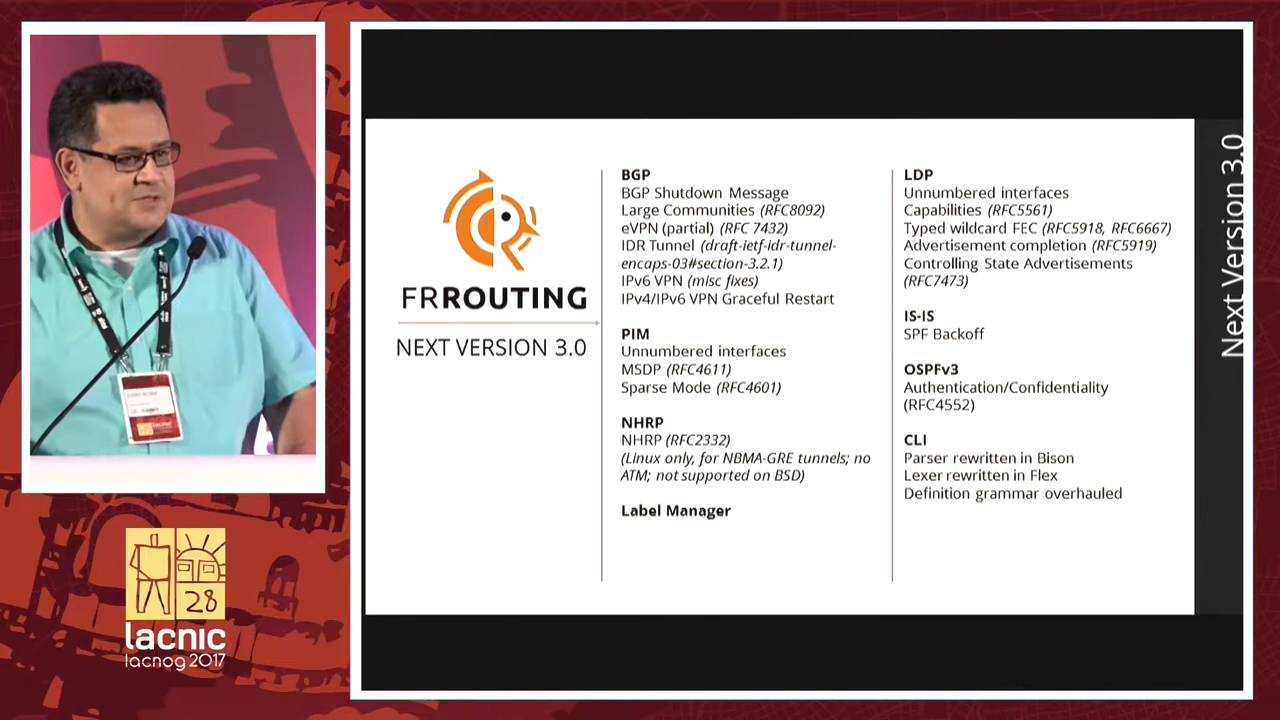 FRROUTING
NEXT VERSION 3.0
BGP
BGP Shutdown Message
Large Communities (RFC8092)
eVPN (partial) (RFC 7432)
IDR Tunnel (draft-ietf-idr-tunnel-
encaps-03#section-3.2.1)
IPv6 VPN (misc fixes)
IPv4/IPv6 VPN Graceful Restart
PIM
Unnumbered interfaces
MSDP (RFC4611)
Sparse Mode (RFC4601)
NHRP
NHRP (RFC2332)
(Linux only, for NBMA-GRE tunnels; no
ATM; not supported on BSD)
Label Manager
LDP
Unnumbered interfaces
Capabilities (RFC5561)
Typed wildcard FEC (RFC5918, RFC6667)
Advertisement completion (RFC5919)
Controlling State Advertisements
(RFC7473)
IS-IS
SPF Backoff
OSPFv3
Authentication/Confidentiality
(RFC4552)
CLI
Parser rewritten in Bison
Lexer rewritten in Flex
Definition grammar overhauled
Next Version 3.0
lacnic
28
lacnic
lacnog 2017